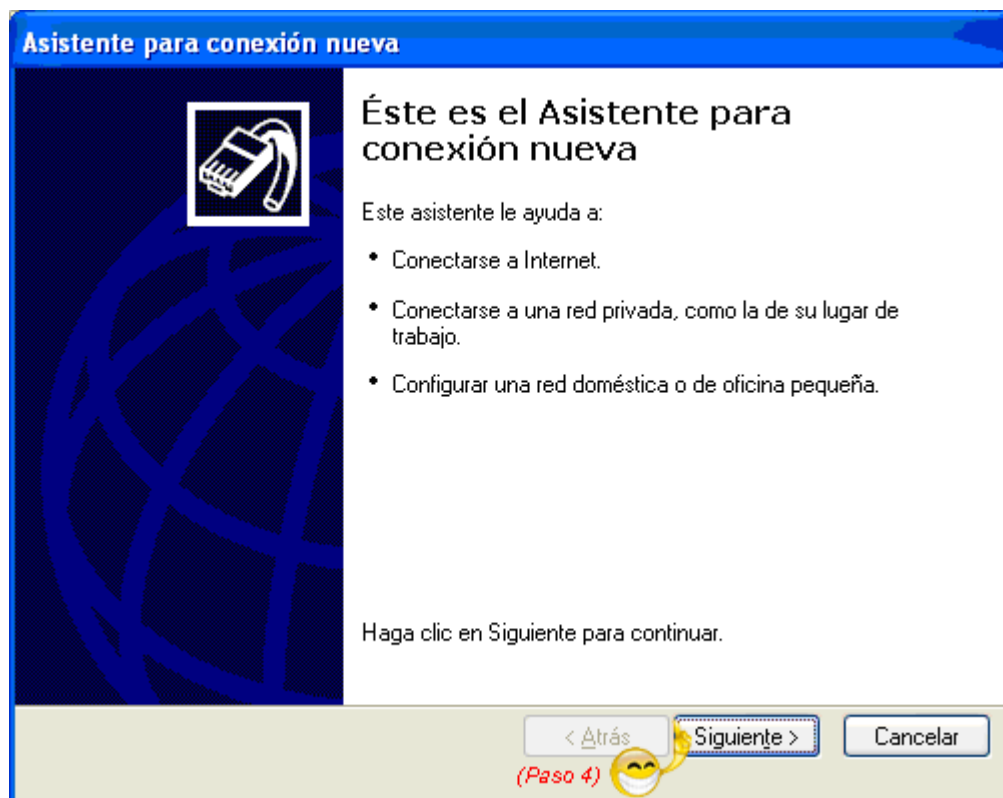 Asistente para conexión nueva
Éste es el Asistente para
conexión nueva
Este asistente le ayuda a:
• Conectarse a Internet.
• Conectarse a una red privada, como la de su lugar de
trabajo.
• Configurar una red doméstica o de oficina pequeña.
Haga clic en Siguiente para continuar.
< Atrás
Siguiente >
Cancelar
(Paso 4)